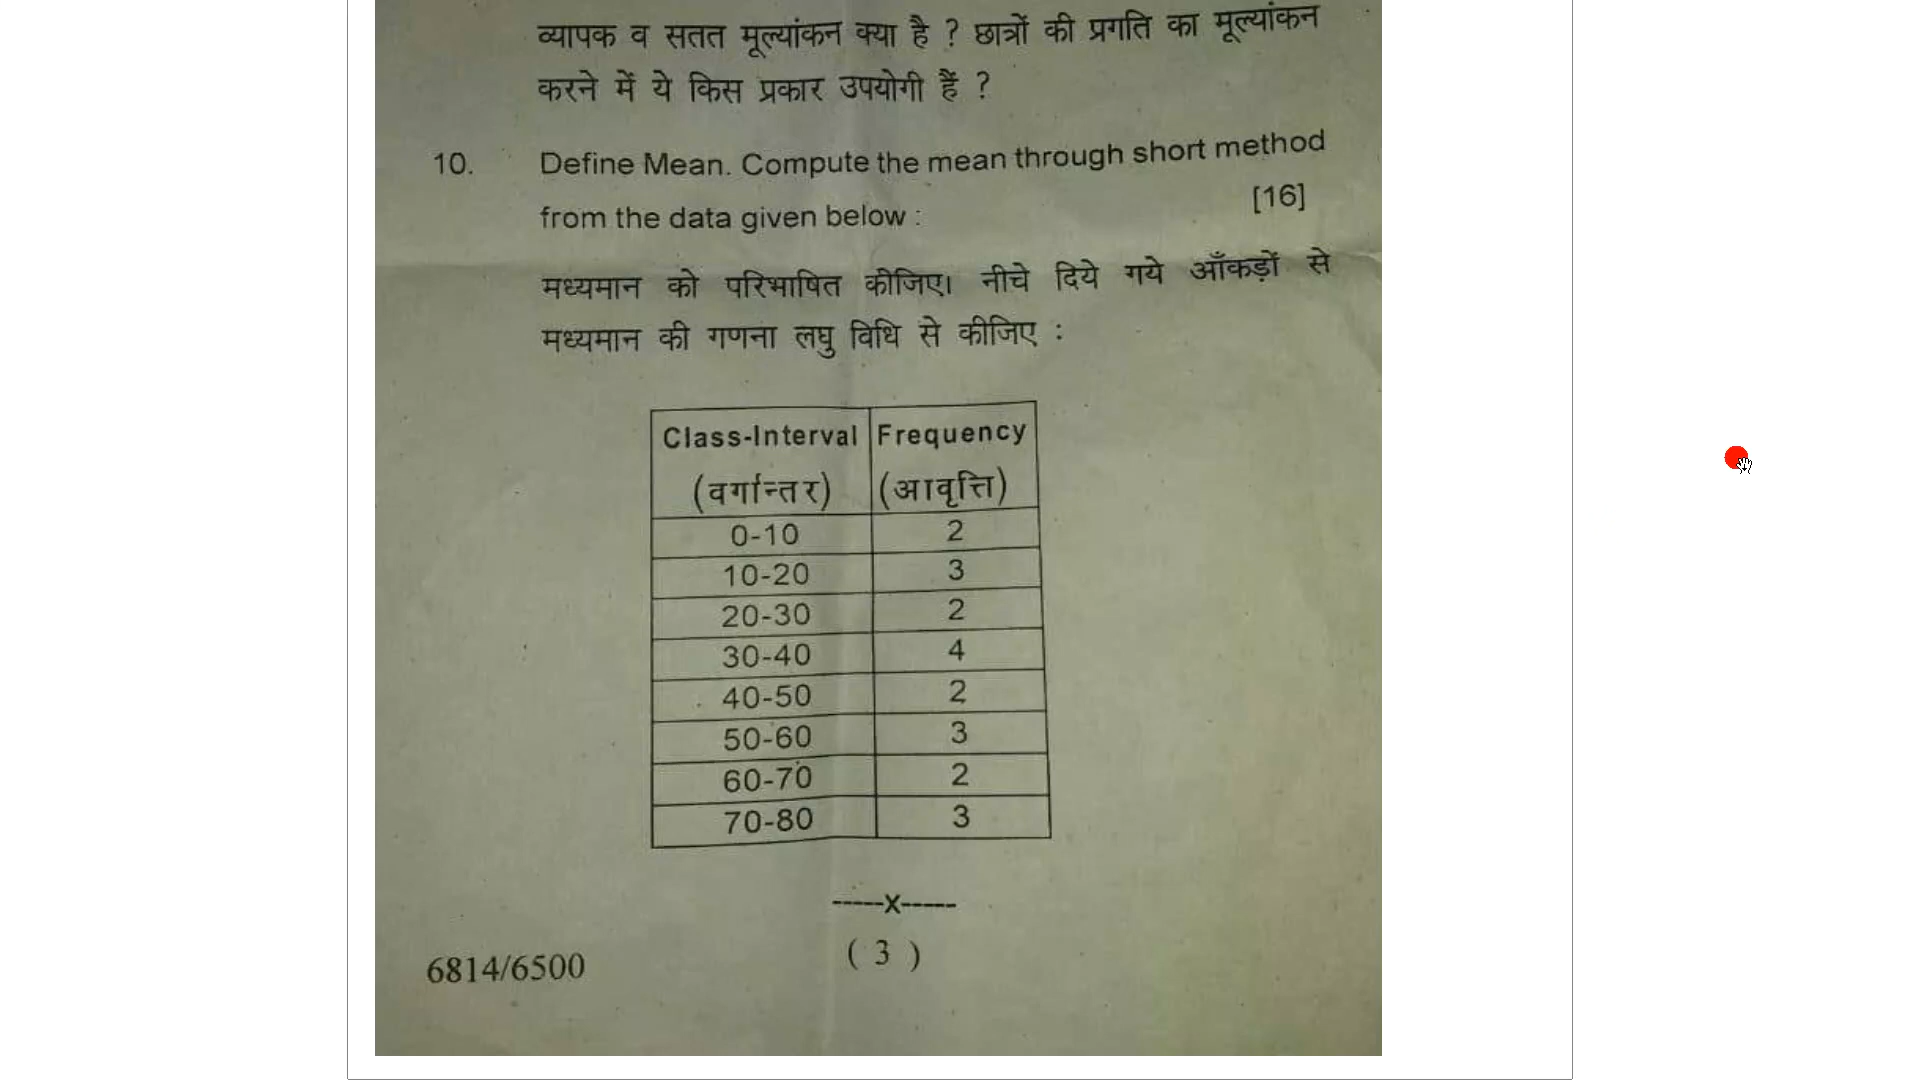 व्यापक व सतत मूल्यांकन क्या है ? छात्रों की प्रगति का मूल्यांकन
करने में ये किस प्रकार उपयोगी हैं ?
10. Define Mean. Compute the mean through short method
from the data given below : [16]
मध्यमान को परिभाषित कीजिए। नीचे दिये गये आँकड़ों से
मध्यमान की गणना लघु विधि से कीजिए :
Class-Interval Frequency
(वर्गान्तर) (आवृत्ति)
0-10 2
10-20 3
20-30 2
30-40 4
40-50 2
50-60 3
60-70 2
70-80 3
-----X-----
6814/6500 ( 3 )